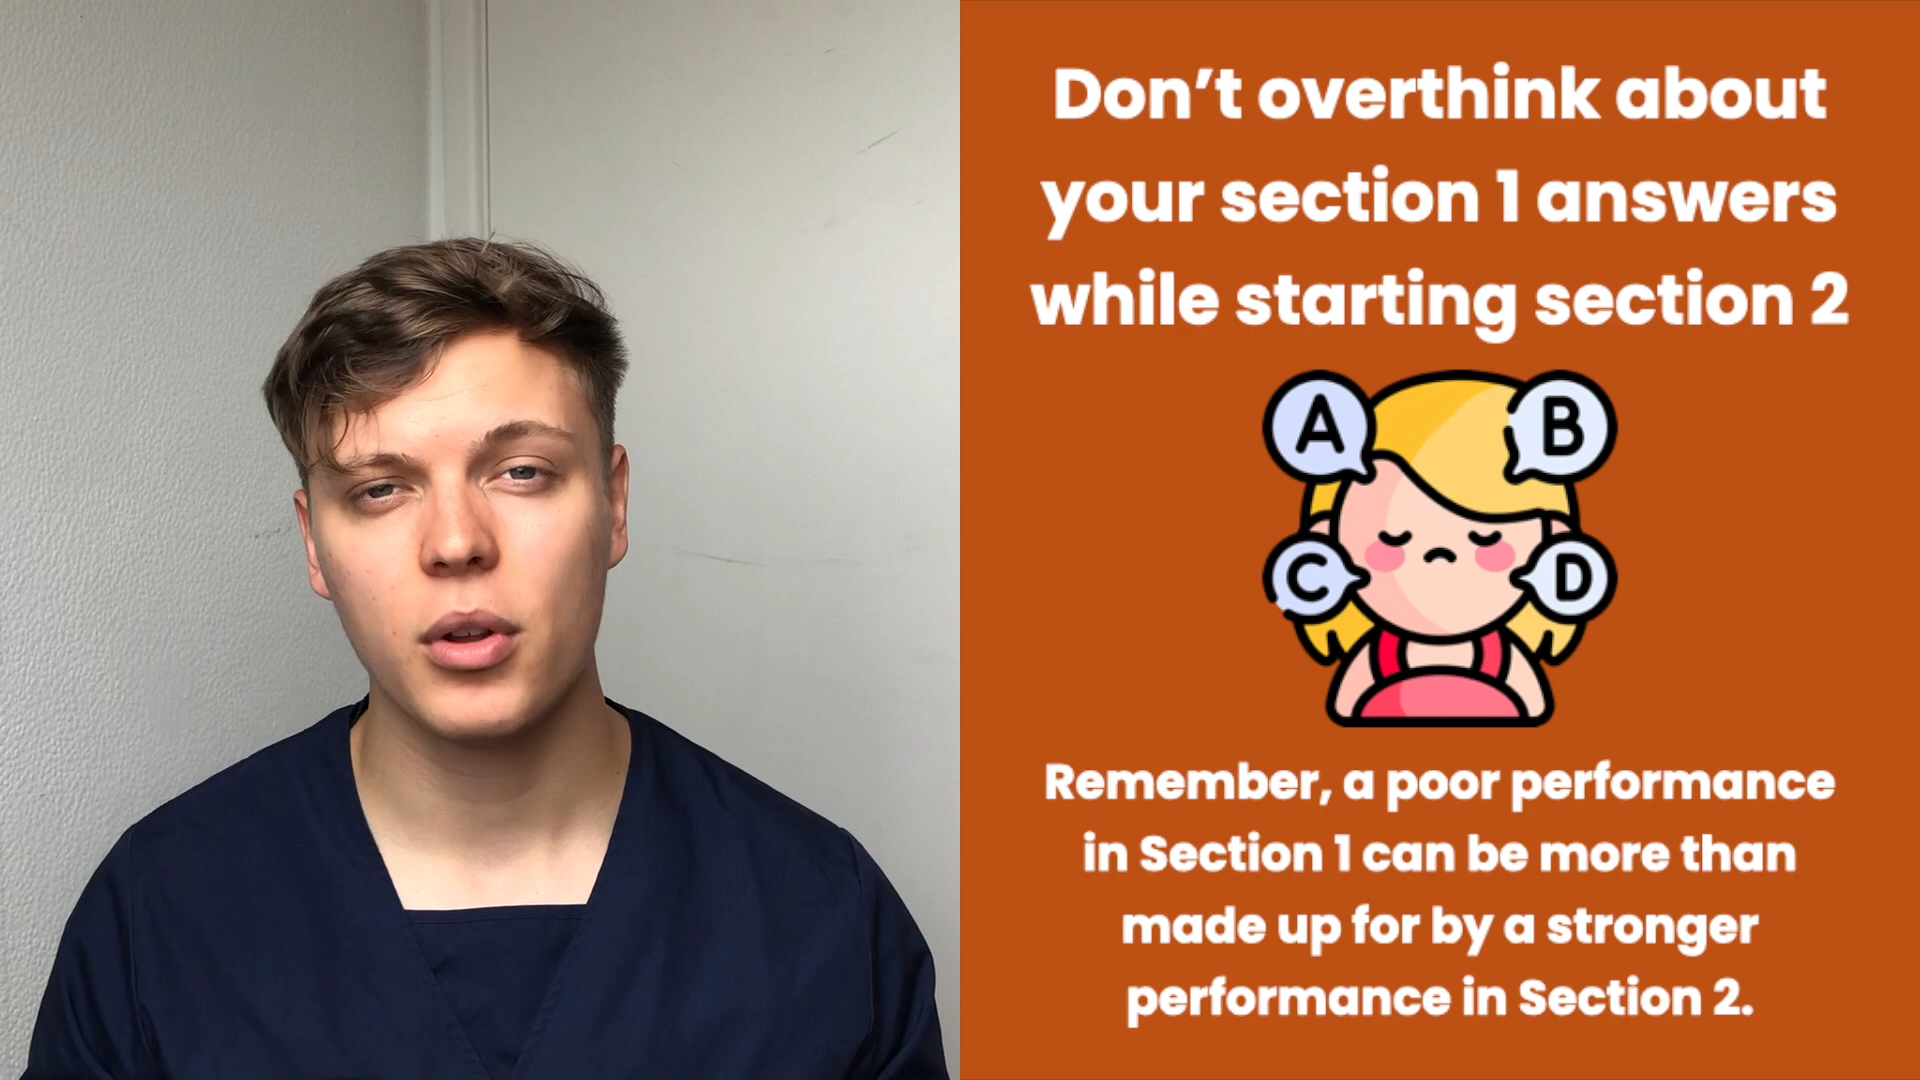 Don’t overthink about
your section 1 answers
while starting section 2
A
B
C
D
Remember, a poor performance
in Section 1 can be more than
made up for by a stronger
performance in Section 2.